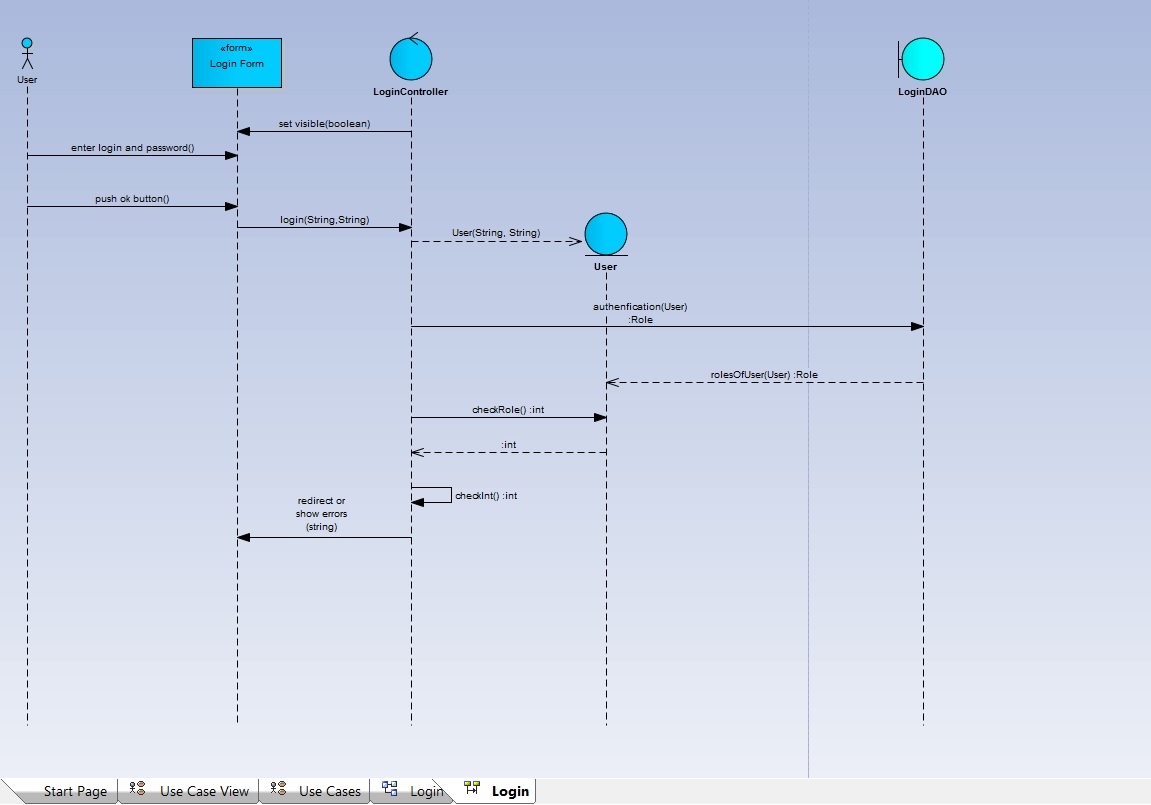 «form»
Login Form
User
LoginController
LoginDAO
set visible(boolean)
enter login and password()
push ok button()
login(String,String)
User(String, String)
User
authenfication(User)
:Role
rolesOfUser(User) :Role
checkRole() :int
:int
checkInt() :int
redirect or
show errors
(string)
Start Page
Use Case View
Use Cases
Login
Login